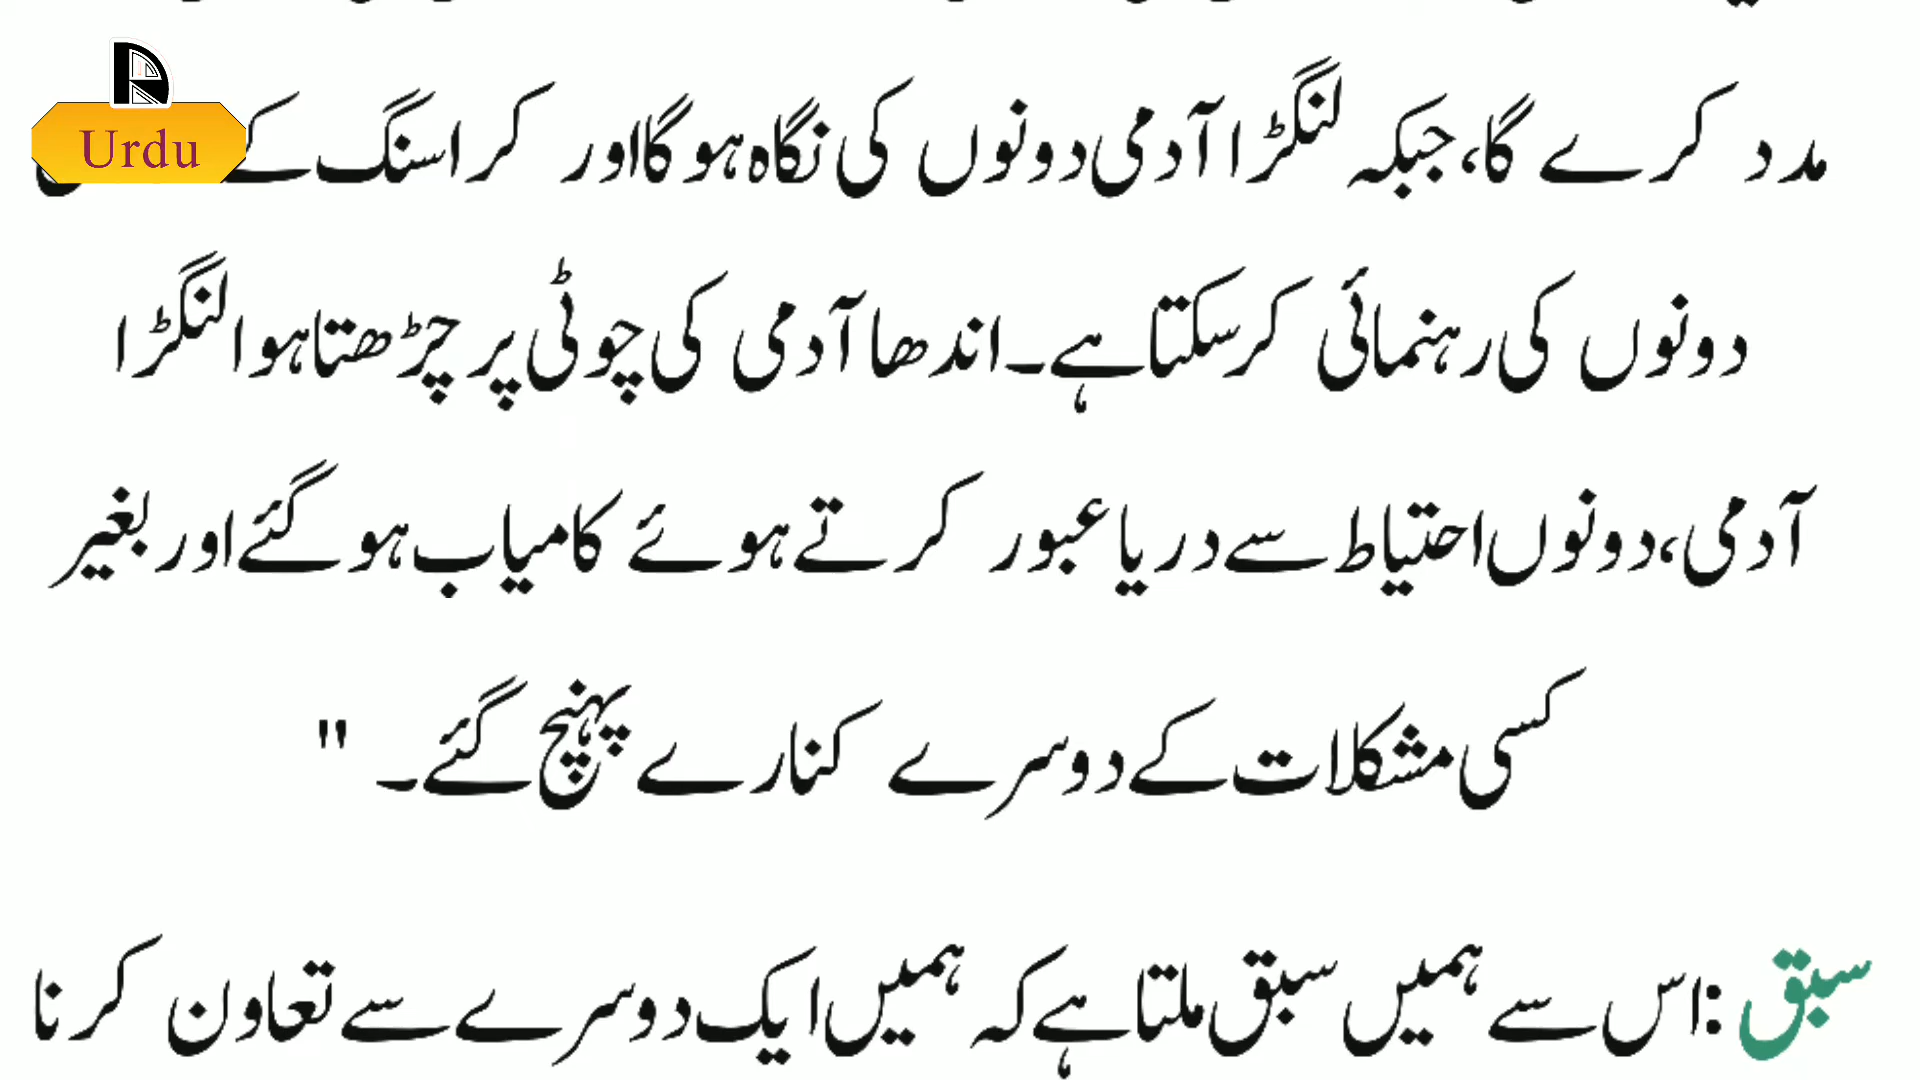 Urdu
مدد کرے گا، جبکہ لنگڑا آدمی دونوں کی نگاہ ہوگا اور کراسنگ کے
دونوں کی رہنمائی کرسکتا ہے۔ اندھا آدمی کی چوٹی پر چڑھتا ہوا لنگڑا
آدمی، دونوں احتیاط سے دریا عبور کرتے ہوئے کامیاب ہوگئے اور بغیر
کسی مشکلات کے دوسرے کنارے پہنچ گئے۔ "
سبق: اس سے ہمیں سبق ملتا ہے کہ ہمیں ایک دوسرے سے تعاون کرنا